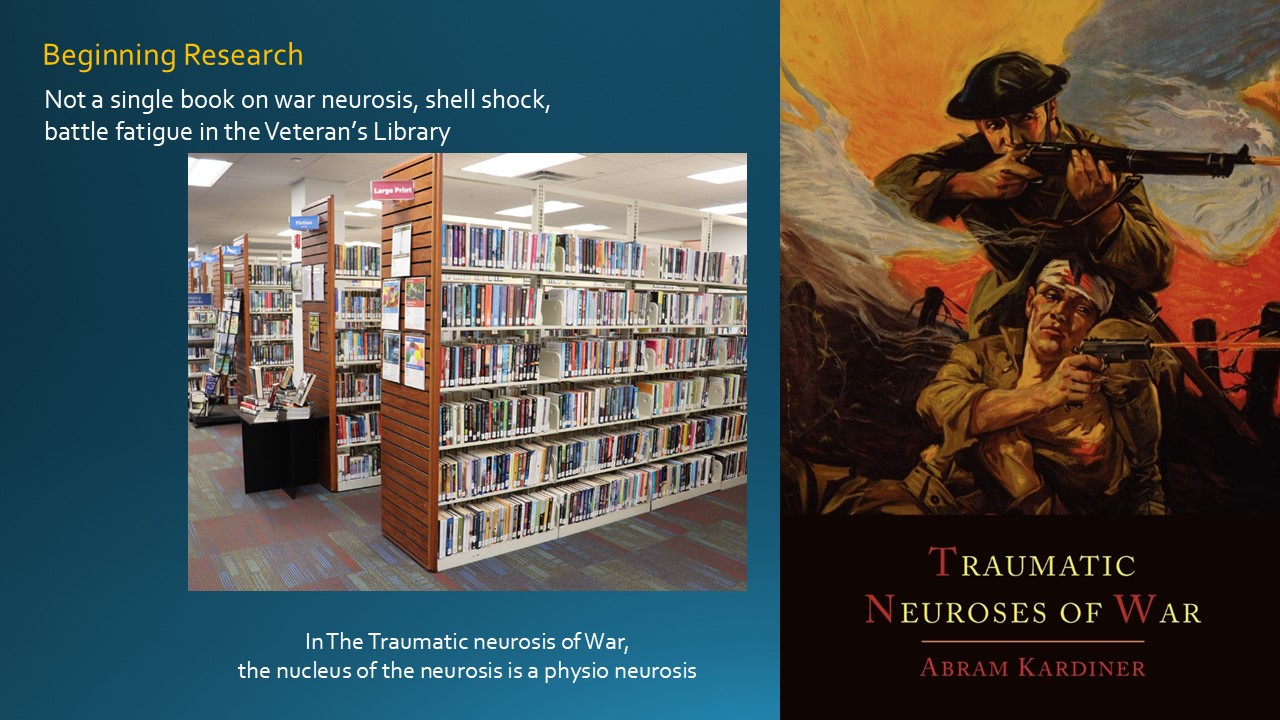 Beginning Research
Not a single book on war neurosis, shell shock,
battle fatigue in the Veteran's Library
Large Print
Fiction
In The Traumatic neurosis of War,
the nucleus of the neurosis is a physio neurosis
TRAUMATIC
NEUROSES OF WAR
ABRAM KARDINER